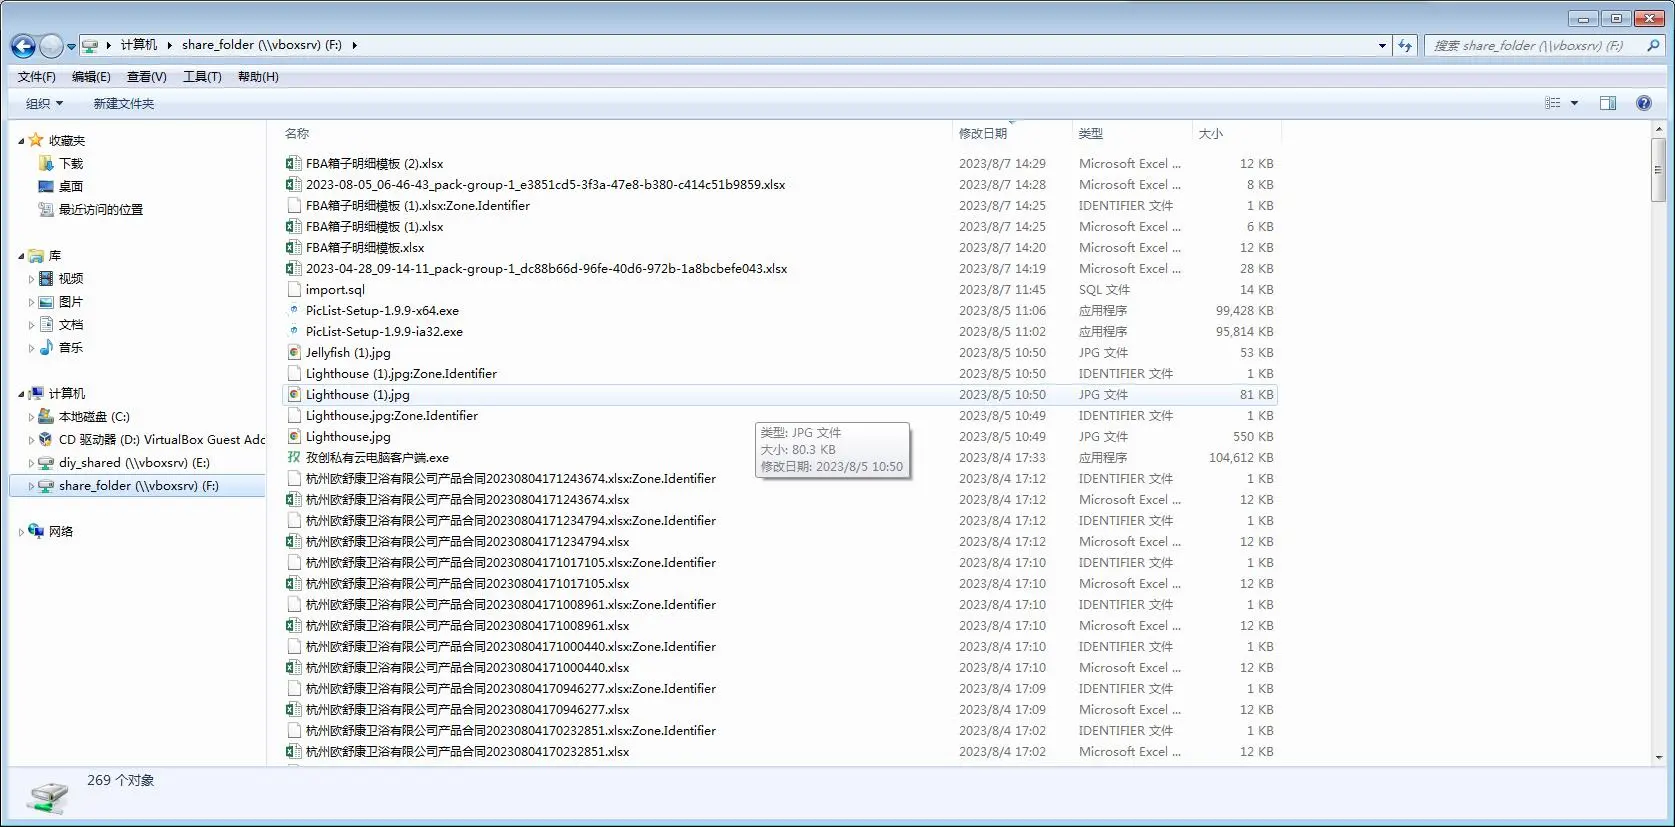 计算机 ▸ share_folder (\\vboxsrv) (F:) ▸
搜索 share_folder (\\vboxsrv) (F:)
文件(F) 编辑(E) 查看(V) 工具(T) 帮助(H)
组织 新建文件夹
收藏夹
下载
桌面
最近访问的位置
库
视频
图片
文档
音乐
计算机
本地磁盘 (C:)
CD 驱动器 (D:) VirtualBox Guest Adc
diy_shared (\\vboxsrv) (E:)
share_folder (\\vboxsrv) (F:)
网络
名称 修改日期 类型 大小
FBA箱子明细模板 (2).xlsx 2023/8/7 14:29 Microsoft Excel ... 12 KB
2023-08-05_06-46-43_pack-group-1_e3851cd5-3f3a-47e8-b380-c414c51b9859.xlsx 2023/8/7 14:28 Microsoft Excel ... 8 KB
FBA箱子明细模板 (1).xlsx:Zone.Identifier 2023/8/7 14:25 IDENTIFIER 文件 1 KB
FBA箱子明细模板 (1).xlsx 2023/8/7 14:25 Microsoft Excel ... 6 KB
FBA箱子明细模板.xlsx 2023/8/7 14:20 Microsoft Excel ... 12 KB
2023-04-28_09-14-11_pack-group-1_dc88b66d-96fe-40d6-972b-1a8bcbefe043.xlsx 2023/8/7 14:19 Microsoft Excel ... 28 KB
import.sql 2023/8/7 11:45 SQL 文件 14 KB
PicList-Setup-1.9.9-x64.exe 2023/8/5 11:06 应用程序 99,428 KB
PicList-Setup-1.9.9-ia32.exe 2023/8/5 11:02 应用程序 95,814 KB
Jellyfish (1).jpg 2023/8/5 10:50 JPG 文件 53 KB
Lighthouse (1).jpg:Zone.Identifier 2023/8/5 10:50 IDENTIFIER 文件 1 KB
Lighthouse (1).jpg 2023/8/5 10:50 JPG 文件 81 KB
Lighthouse.jpg:Zone.Identifier 2023/8/5 10:49 IDENTIFIER 文件 1 KB
Lighthouse.jpg 2023/8/5 10:49 JPG 文件 550 KB
孜创私有云电脑客户端.exe 2023/8/4 17:33 应用程序 104,612 KB
杭州欧舒康卫浴有限公司产品合同20230804171243674.xlsx:Zone.Identifier 2023/8/4 17:12 IDENTIFIER 文件 1 KB
杭州欧舒康卫浴有限公司产品合同20230804171243674.xlsx 2023/8/4 17:12 Microsoft Excel ... 12 KB
杭州欧舒康卫浴有限公司产品合同20230804171234794.xlsx:Zone.Identifier 2023/8/4 17:12 IDENTIFIER 文件 1 KB
杭州欧舒康卫浴有限公司产品合同20230804171234794.xlsx 2023/8/4 17:12 Microsoft Excel ... 12 KB
杭州欧舒康卫浴有限公司产品合同20230804171017105.xlsx:Zone.Identifier 2023/8/4 17:10 IDENTIFIER 文件 1 KB
杭州欧舒康卫浴有限公司产品合同20230804171017105.xlsx 2023/8/4 17:10 Microsoft Excel ... 12 KB
杭州欧舒康卫浴有限公司产品合同20230804171008961.xlsx:Zone.Identifier 2023/8/4 17:10 IDENTIFIER 文件 1 KB
杭州欧舒康卫浴有限公司产品合同20230804171008961.xlsx 2023/8/4 17:10 Microsoft Excel ... 12 KB
杭州欧舒康卫浴有限公司产品合同20230804171000440.xlsx:Zone.Identifier 2023/8/4 17:10 IDENTIFIER 文件 1 KB
杭州欧舒康卫浴有限公司产品合同20230804171000440.xlsx 2023/8/4 17:10 Microsoft Excel ... 12 KB
杭州欧舒康卫浴有限公司产品合同20230804170946277.xlsx:Zone.Identifier 2023/8/4 17:09 IDENTIFIER 文件 1 KB
杭州欧舒康卫浴有限公司产品合同20230804170946277.xlsx 2023/8/4 17:09 Microsoft Excel ... 12 KB
杭州欧舒康卫浴有限公司产品合同20230804170232851.xlsx:Zone.Identifier 2023/8/4 17:02 IDENTIFIER 文件 1 KB
杭州欧舒康卫浴有限公司产品合同20230804170232851.xlsx 2023/8/4 17:02 Microsoft Excel ... 12 KB
类型: JPG 文件
大小: 80.3 KB
修改日期: 2023/8/5 10:50
269 个对象